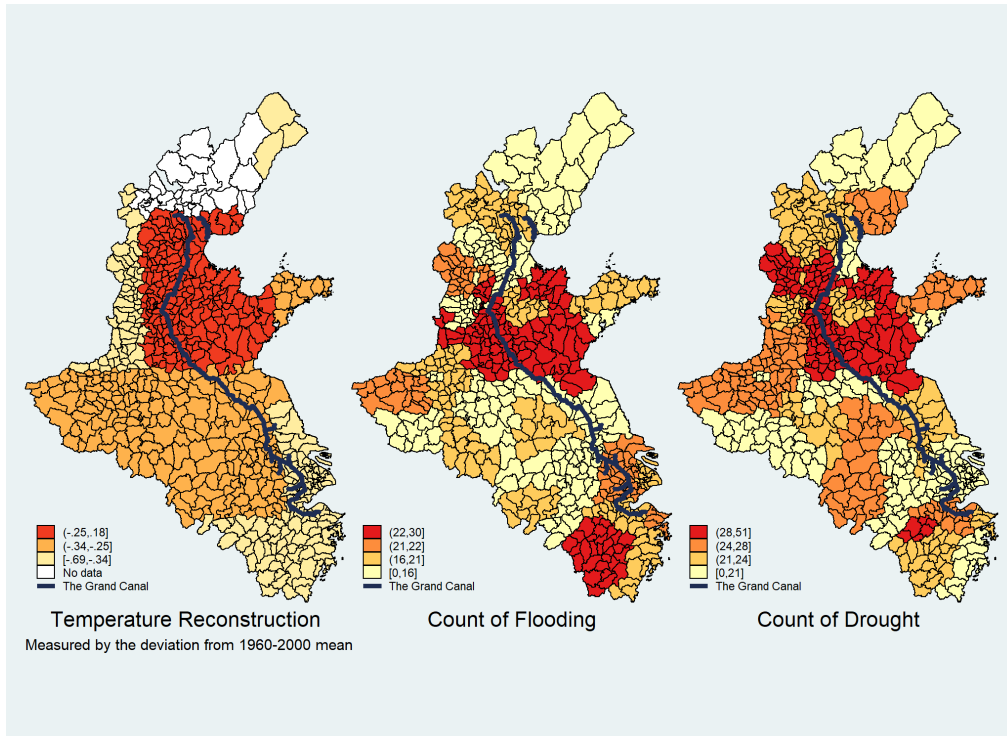 (-.25,.18]
(-.34,-.25]
[-.69,-.34]
No data
The Grand Canal
Temperature Reconstruction
Measured by the deviation from 1960-2000 mean
(22,30]
(21,22]
(16,21]
[0,16]
The Grand Canal
Count of Flooding
(28,51]
(24,28]
(21,24]
[0,21]
The Grand Canal
Count of Drought